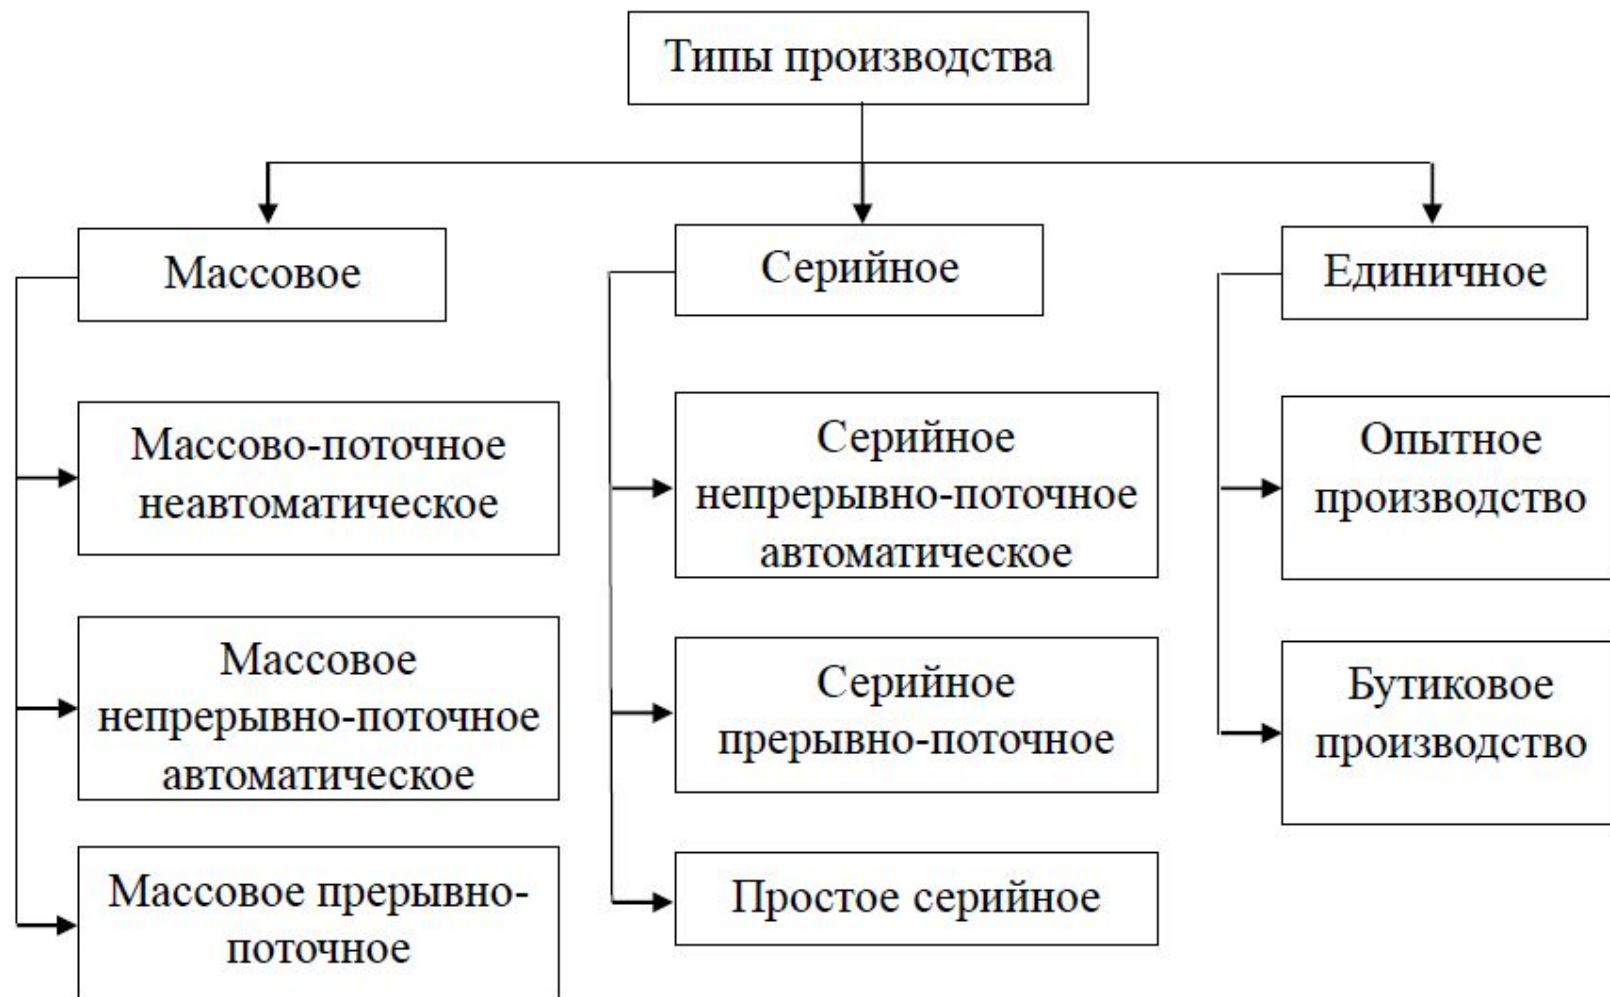 Типы производства
Массовое
Массово-поточное
неавтоматическое
Массовое
непрерывно-поточное
автоматическое
Массовое прерывно-
поточное
Серийное
Серийное
непрерывно-поточное
автоматическое
Серийное
прерывно-поточное
Простое серийное
Единичное
Опытное
производство
Бутиковое
производство